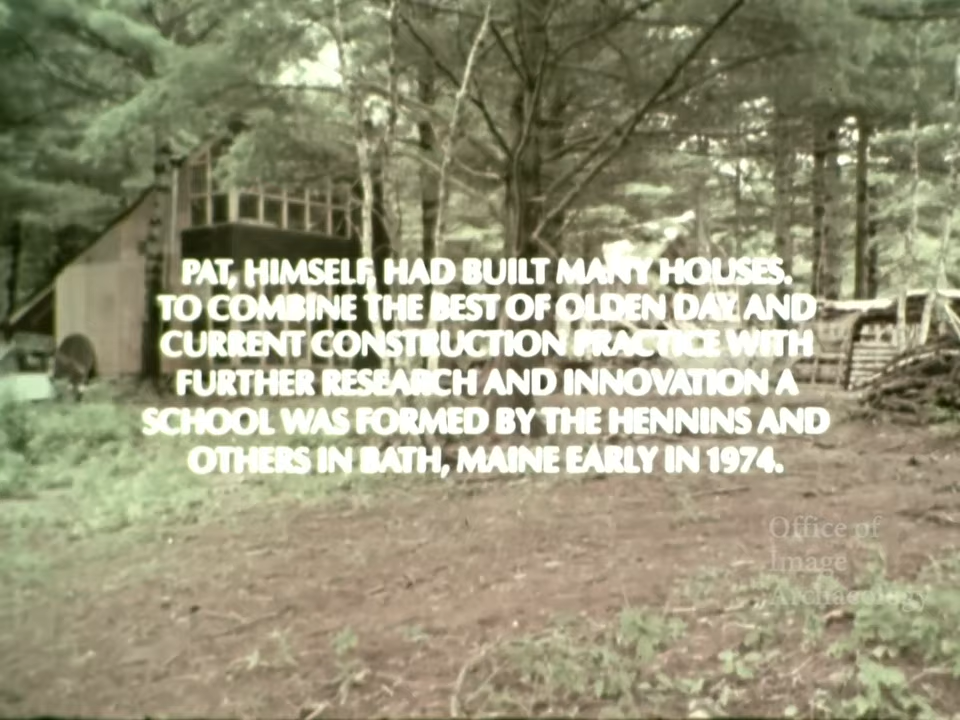 PAT, HIMSELF, HAD BUILT MANY HOUSES.
TO COMBINE THE BEST OF OLDEN DAY AND
CURRENT CONSTRUCTION PRACTICE WITH
FURTHER RESEARCH AND INNOVATION A
SCHOOL WAS FORMED BY THE HENNINS AND
OTHERS IN BATH, MAINE EARLY IN 1974.
Office of
Image
Archaeology